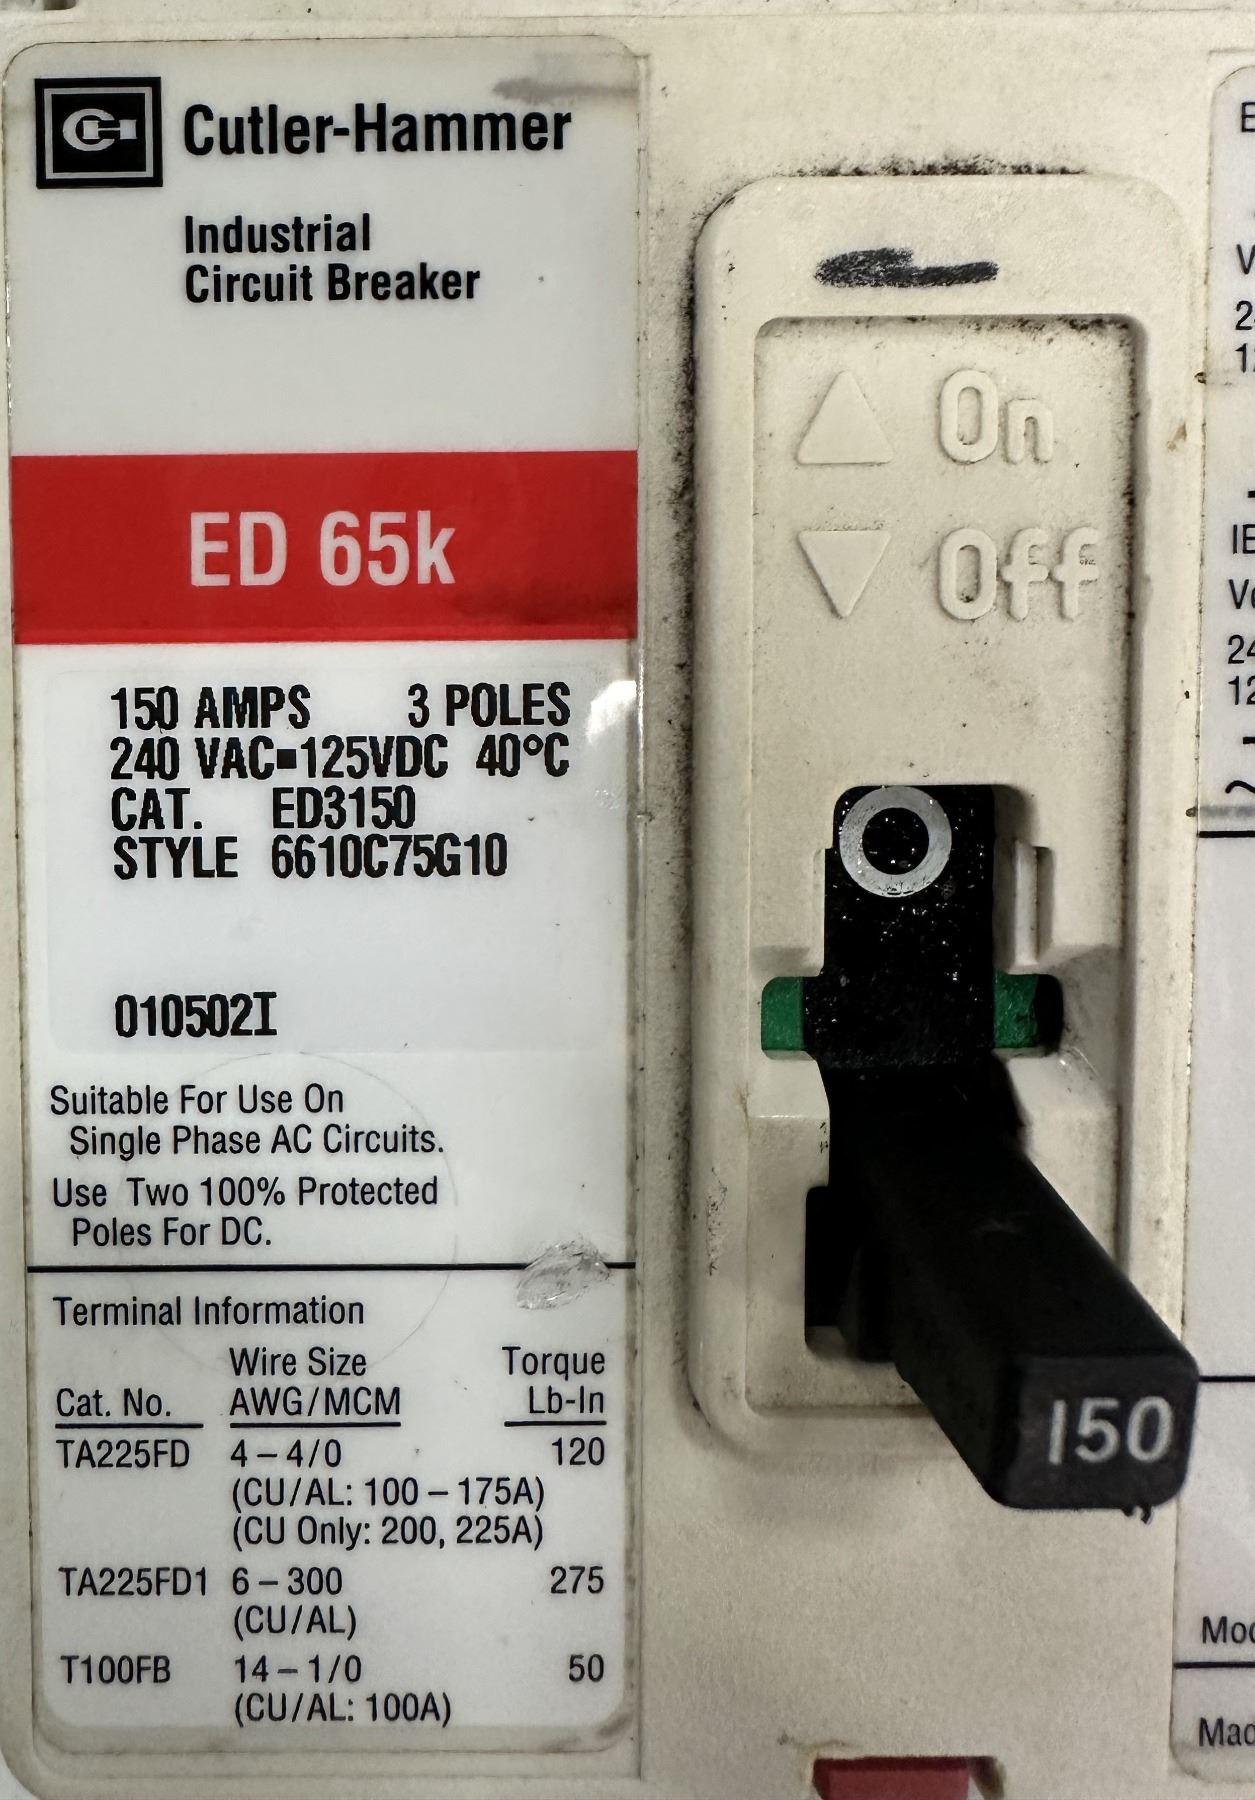 Cutler-Hammer
Industrial
Circuit Breaker
ED 65k
150 AMPS 3 POLES
240 VAC▪125VDC 40°C
CAT. ED3150
STYLE 6610C75G10
010502I
Suitable For Use On
Single Phase AC Circuits.
Use Two 100% Protected
Poles For DC.
Terminal Information
Wire Size Torque
Cat. No. AWG/MCM Lb-In
TA225FD 4 – 4/0 120
(CU/AL: 100 – 175A)
(CU Only: 200, 225A)
TA225FD1 6 – 300 275
(CU/AL)
T100FB 14 – 1/0 50
(CU/AL: 100A)
On
Off
150